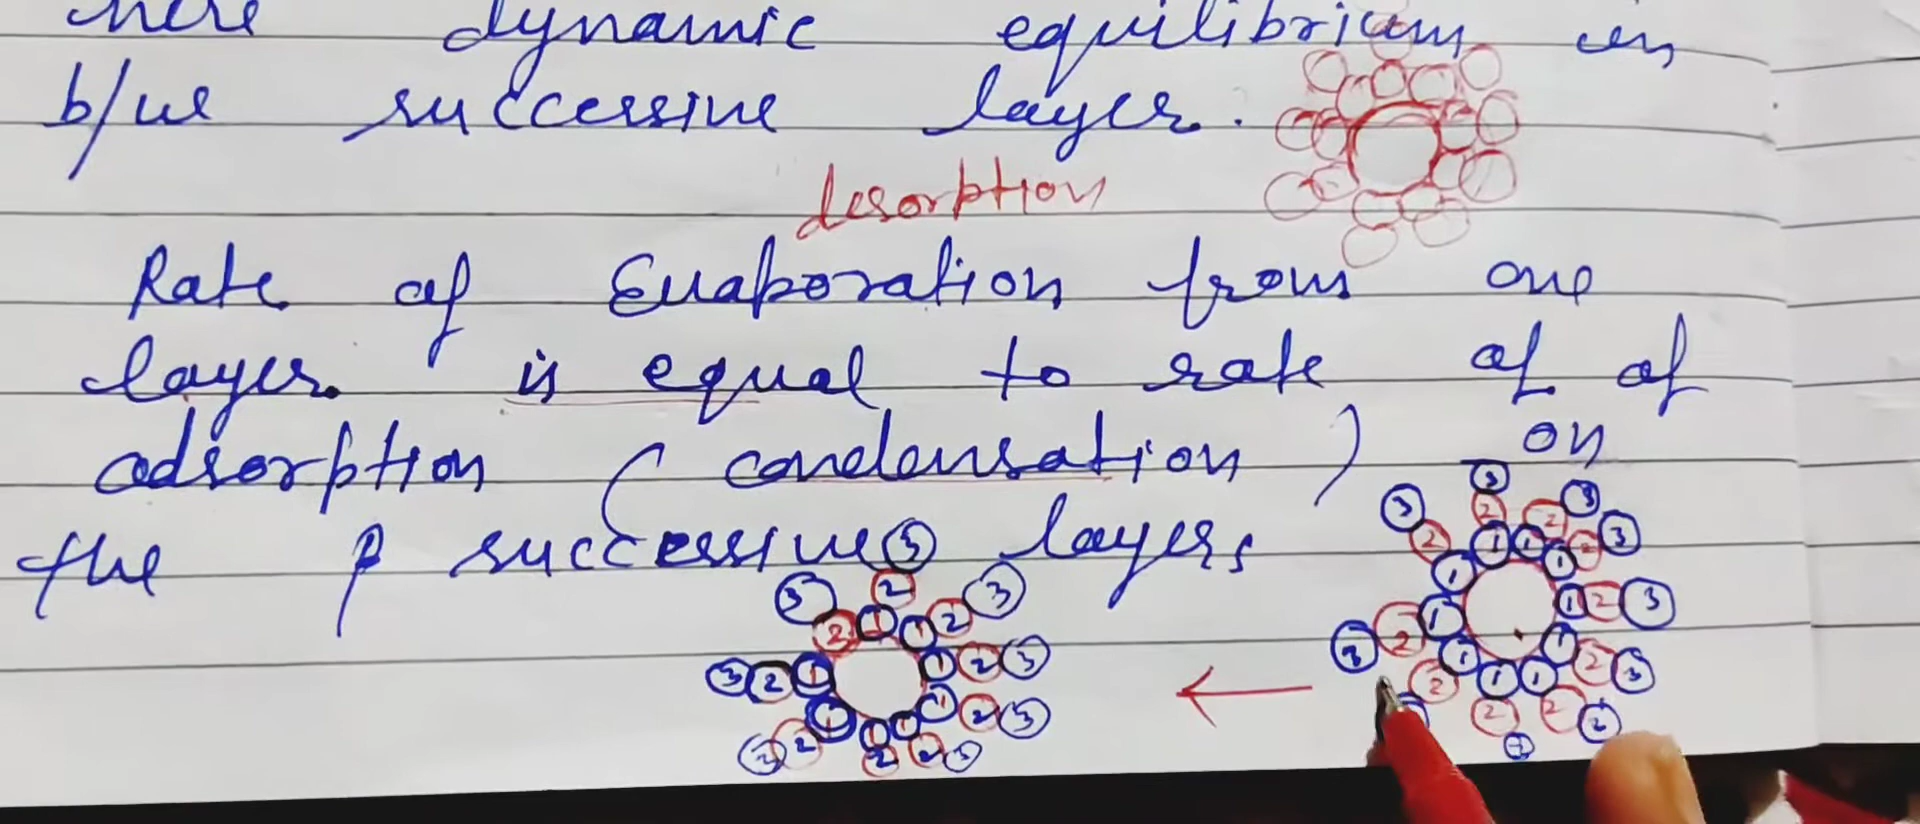 here dynamic equilibrium in
b/w successive layer.
desorption
Rate of Evaporation from one
layer is equal to rate of of
adsorption (condensation) on
the successive layers